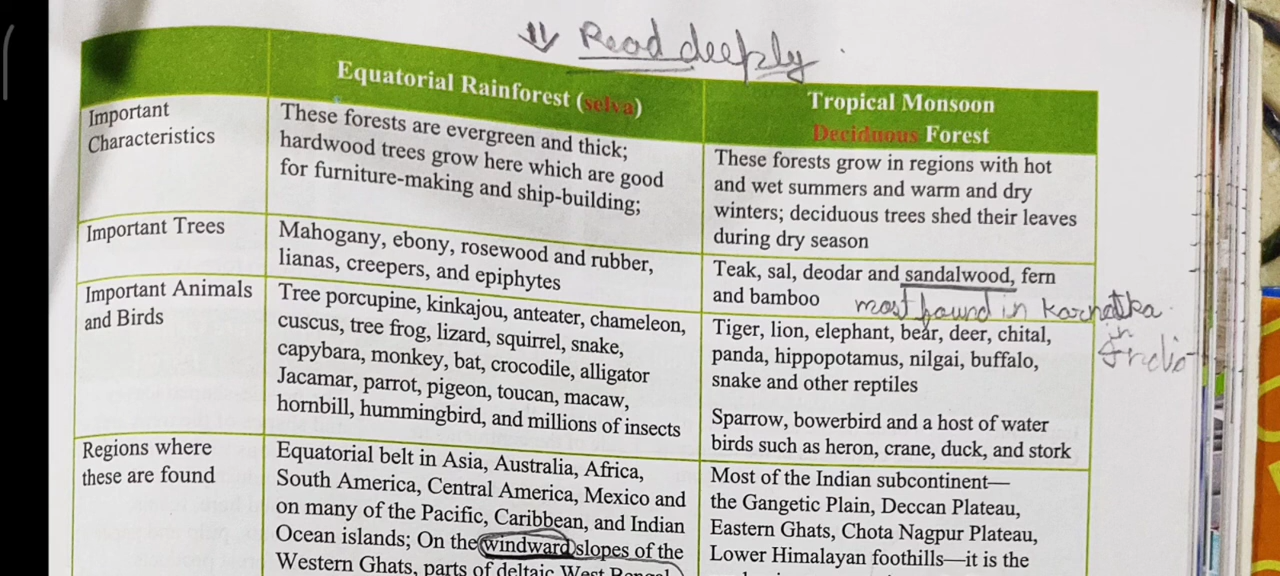 Read deeply
Equatorial Rainforest (selva)
Tropical Monsoon
Deciduous Forest
Important
Characteristics
These forests are evergreen and thick;
hardwood trees grow here which are good
for furniture-making and ship-building;
These forests grow in regions with hot
and wet summers and warm and dry
winters; deciduous trees shed their leaves
during dry season
Important Trees
Mahogany, ebony, rosewood and rubber,
lianas, creepers, and epiphytes
Teak, sal, deodar and sandalwood, fern
and bamboo
most found in Karnatka
in
India
Important Animals
and Birds
Tree porcupine, kinkajou, anteater, chameleon,
cuscus, tree frog, lizard, squirrel, snake,
capybara, monkey, bat, crocodile, alligator
Jacamar, parrot, pigeon, toucan, macaw,
hornbill, hummingbird, and millions of insects
Tiger, lion, elephant, bear, deer, chital,
panda, hippopotamus, nilgai, buffalo,
snake and other reptiles
Sparrow, bowerbird and a host of water
birds such as heron, crane, duck, and stork
Regions where
these are found
Equatorial belt in Asia, Australia, Africa,
South America, Central America, Mexico and
on many of the Pacific, Caribbean, and Indian
Ocean islands; On the windward slopes of the
Western Ghats, parts of deltaic West Bengal,
Most of the Indian subcontinent—
the Gangetic Plain, Deccan Plateau,
Eastern Ghats, Chota Nagpur Plateau,
Lower Himalayan foothills—it is the